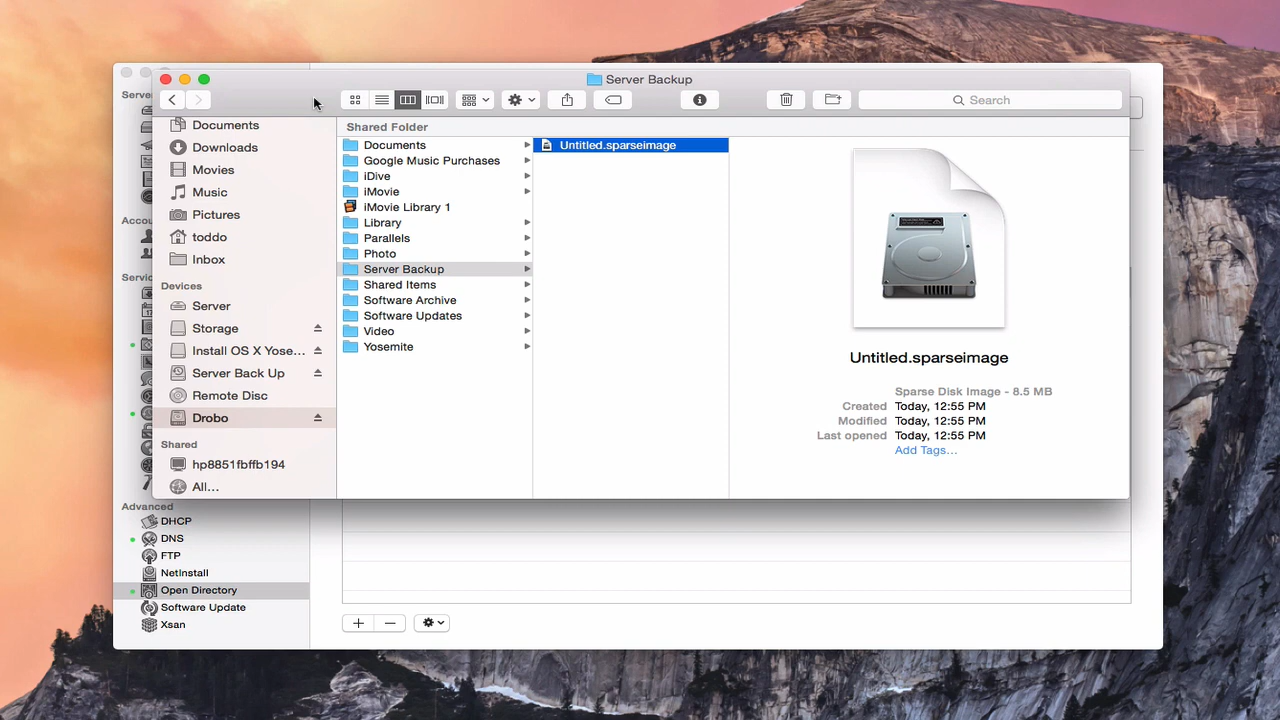 Server Backup
Search
Serve
Accou
Servic
Documents
Downloads
Movies
Music
Pictures
toddo
Inbox
Devices
Server
Storage
Install OS X Yose...
Server Back Up
Remote Disc
Drobo
Shared
hp8851fbffb194
All...
Shared Folder
Documents
Google Music Purchases
iDive
iMovie
iMovie Library 1
Library
Parallels
Photo
Server Backup
Shared Items
Software Archive
Software Updates
Video
Yosemite
Untitled.sparseimage
Untitled.sparseimage
Sparse Disk Image - 8.5 MB
Created Today, 12:55 PM
Modified Today, 12:55 PM
Last opened Today, 12:55 PM
Add Tags...
Advanced
DHCP
DNS
FTP
NetInstall
Open Directory
Software Update
Xsan